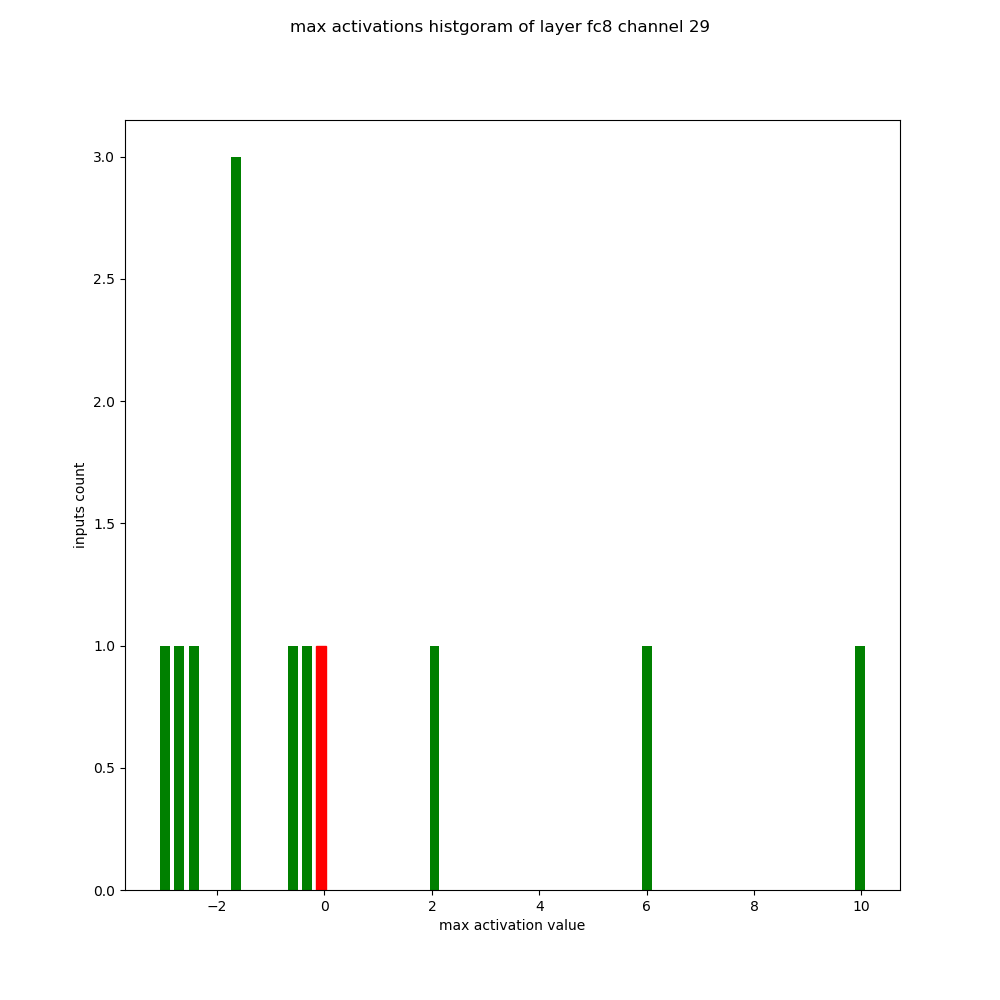 max activations histgoram of layer fc8 channel 29
3.0
2.5
2.0
1.5
1.0
0.5
0.0
inputs count
−2 0 2 4 6 8 10
max activation value